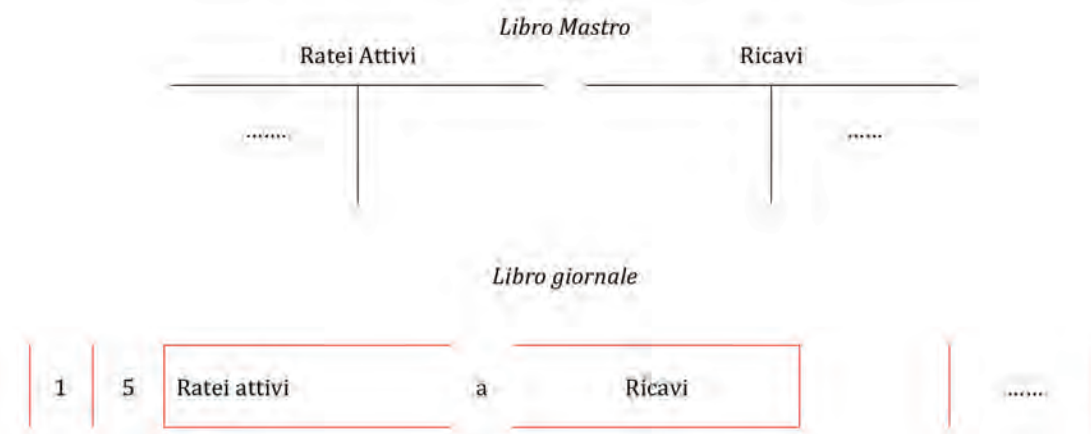 Libro Mastro
Ratei Attivi Ricavi
....... ......
Libro giornale
1 5 Ratei attivi a Ricavi .......